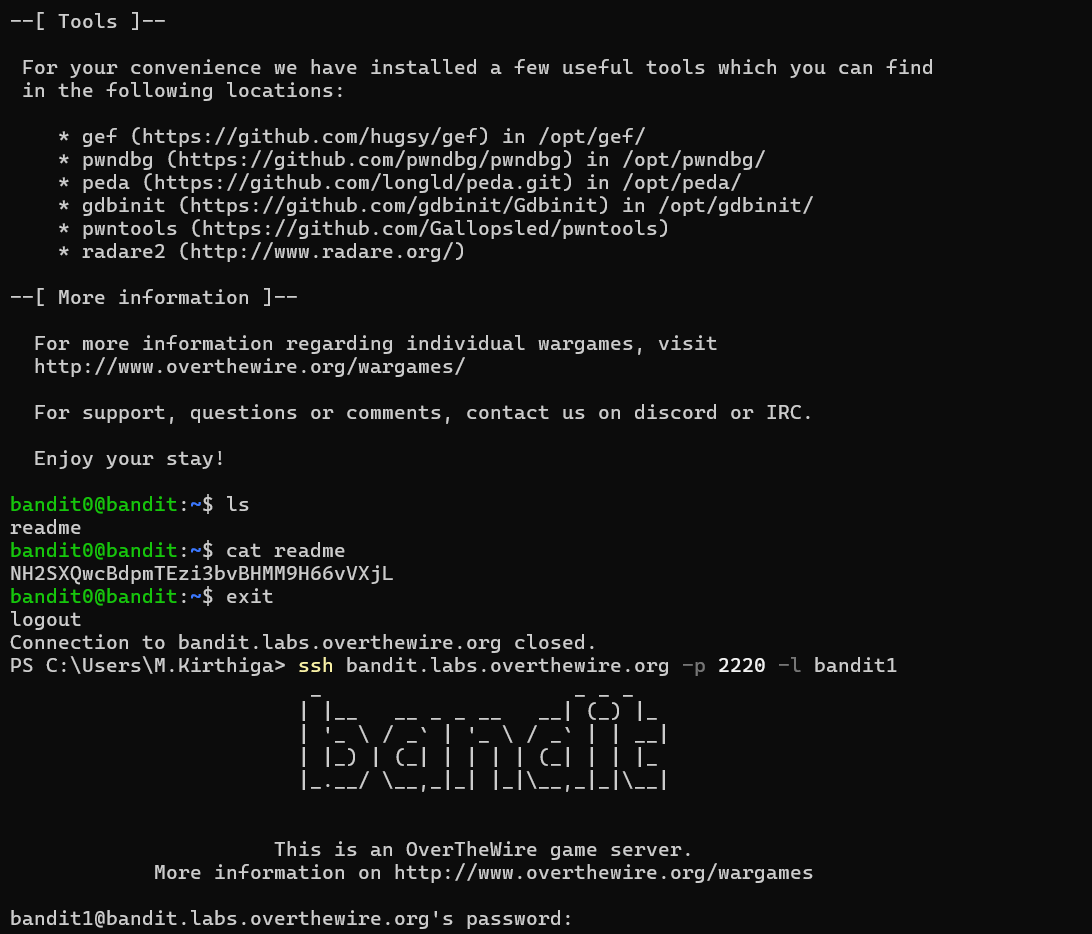 --[ Tools ]--
For your convenience we have installed a few useful tools which you can find
in the following locations:
* gef (https://github.com/hugsy/gef) in /opt/gef/
* pwndbg (https://github.com/pwndbg/pwndbg) in /opt/pwndbg/
* peda (https://github.com/longld/peda.git) in /opt/peda/
* gdbinit (https://github.com/gdbinit/Gdbinit) in /opt/gdbinit/
* pwntools (https://github.com/Gallopsled/pwntools)
* radare2 (http://www.radare.org/)
--[ More information ]--
For more information regarding individual wargames, visit
http://www.overthewire.org/wargames/
For support, questions or comments, contact us on discord or IRC.
Enjoy your stay!
bandit0@bandit:~$ ls
readme
bandit0@bandit:~$ cat readme
NH2SXQwcBdpmTEzi3bvBHMM9H66vVXjL
bandit0@bandit:~$ exit
logout
Connection to bandit.labs.overthewire.org closed.
PS C:\Users\M.Kirthiga> ssh bandit.labs.overthewire.org -p 2220 -l bandit1
bandit
This is an OverTheWire game server.
More information on http://www.overthewire.org/wargames
bandit1@bandit.labs.overthewire.org's password: